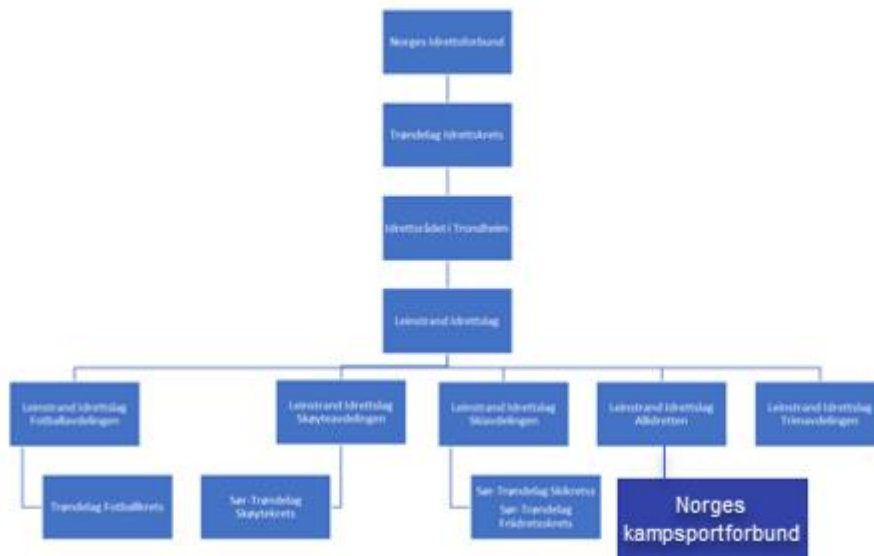 Norges Idrettsforbund
Trøndelag Idrettskrets
Idrettsrådet i Trondheim
Leinstrand Idrettslag
Leinstrand Idrettslag
Fotballavdelingen
Leinstrand Idrettslag
Skøyteavdelingen
Leinstrand Idrettslag
Skiavdelingen
Leinstrand Idrettslag
Allidretten
Leinstrand Idrettslag
Trimavdelingen
Trøndelag Fotballkrets
Sør-Trøndelag
Skøytekrets
Sør-Trøndelag Skikretss
Sør-Trøndelag
Friidrettskrets
Norges
kampsportforbund